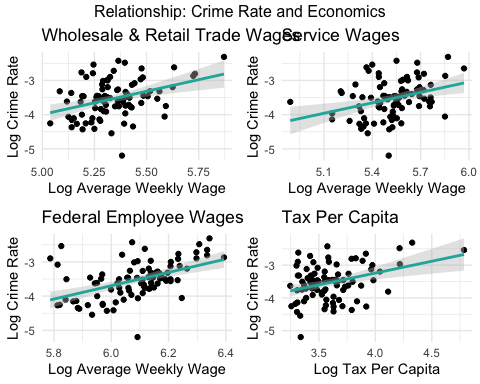 Relationship: Crime Rate and Economics
Wholesale & Retail Trade Wages
Service Wages
Log Crime Rate
-3
-4
-5
5.00
5.25
5.50
5.75
Log Average Weekly Wage
Log Crime Rate
-3
-4
-5
5.1
5.4
5.7
6.0
Log Average Weekly Wage
Federal Employee Wages
Tax Per Capita
Log Crime Rate
-3
-4
-5
5.8
6.0
6.2
6.4
Log Average Weekly Wage
Log Crime Rate
-3
-4
-5
3.5
4.0
4.5
Log Tax Per Capita